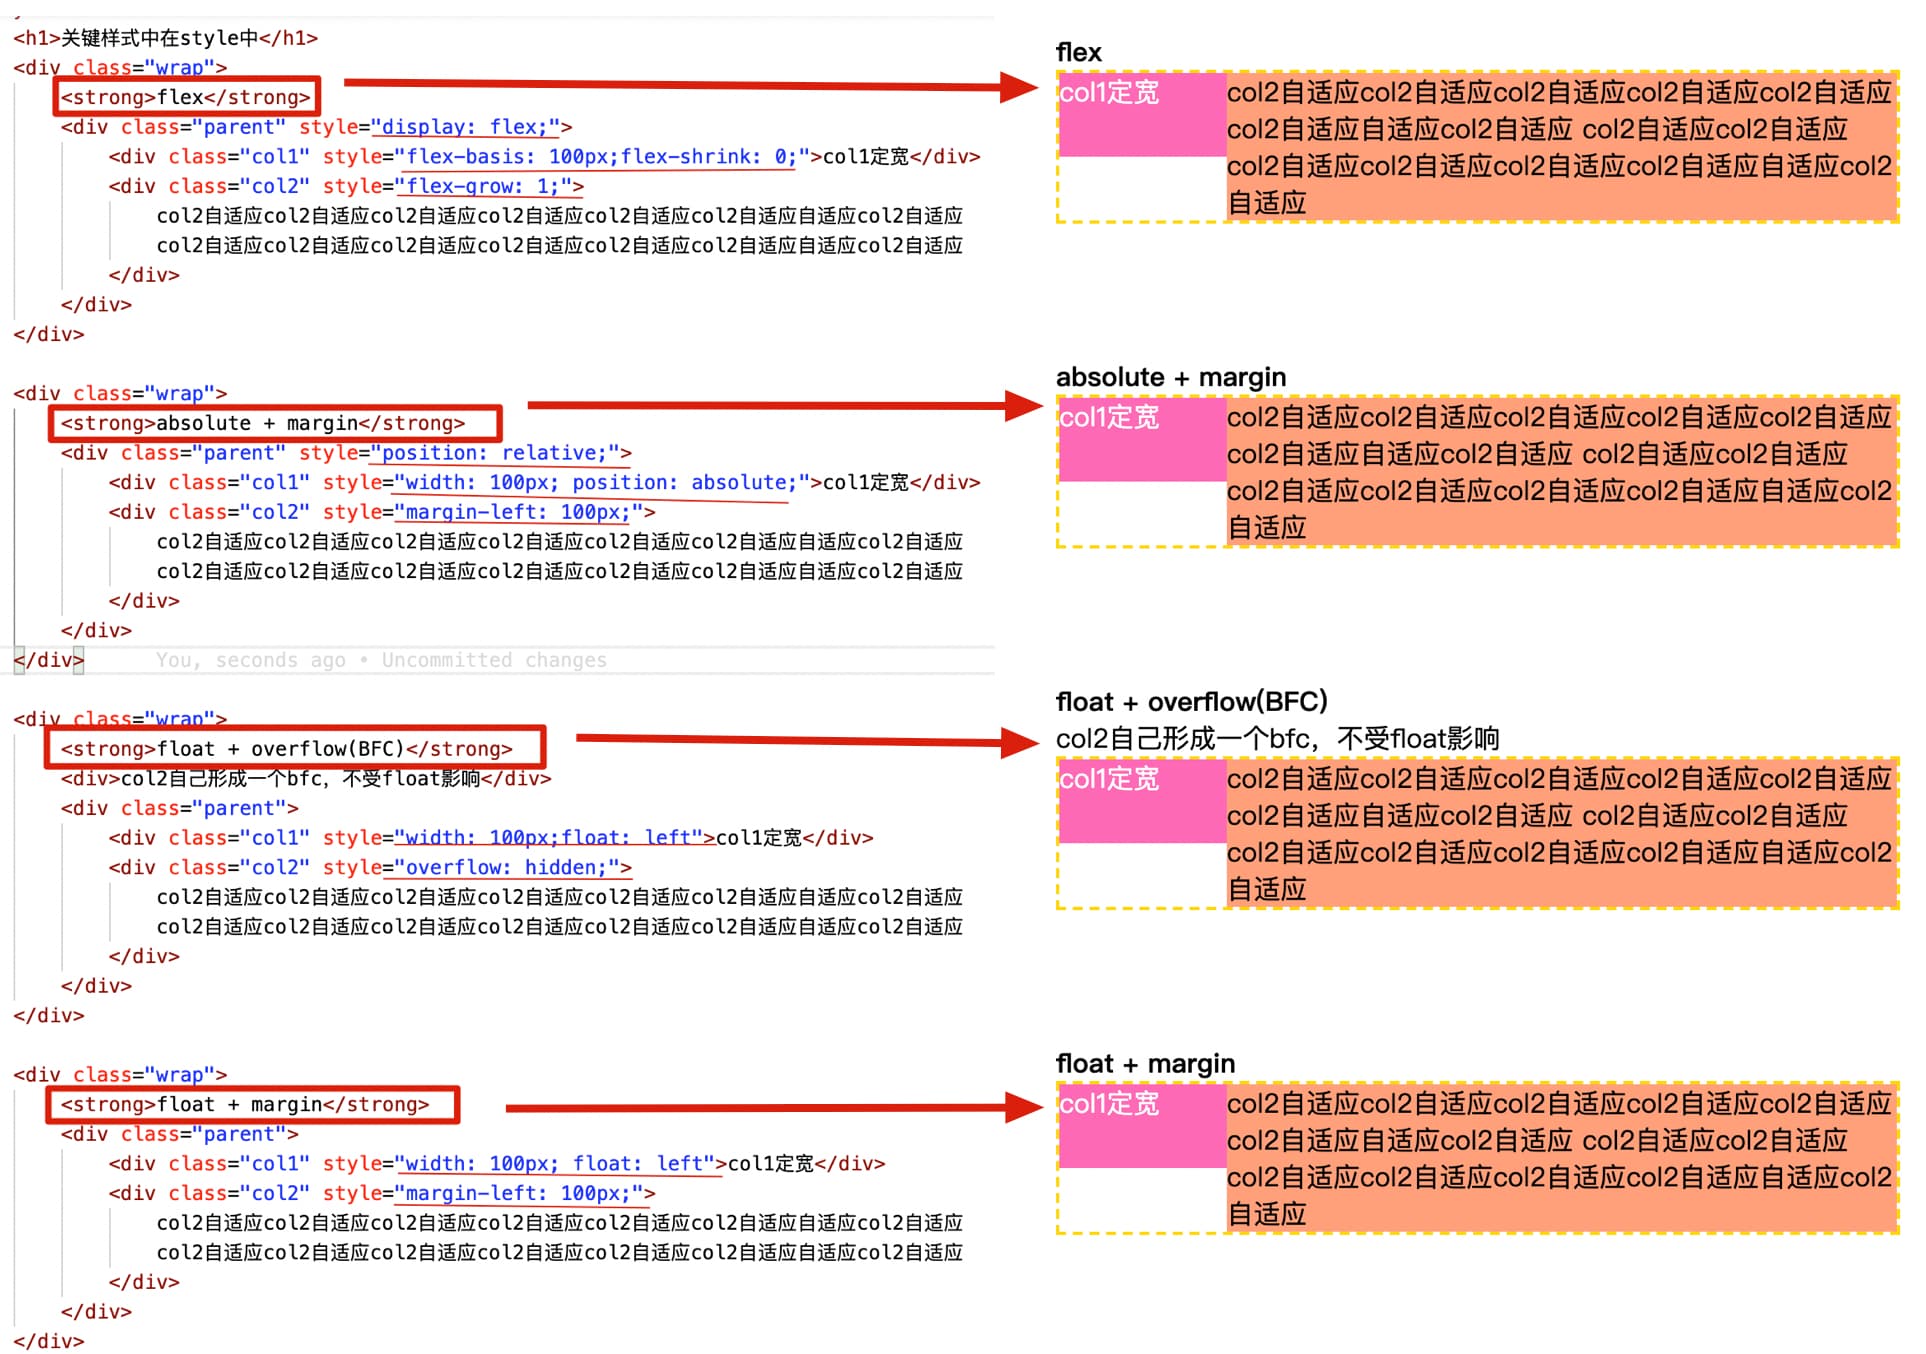 <h1>关键样式中在style中</h1>
<div class="wrap">
<strong>flex</strong>
<div class="parent" style="display: flex;">
<div class="col1" style="flex-basis: 100px;flex-shrink: 0;">col1定宽</div>
<div class="col2" style="flex-grow: 1;">
col2自适应col2自适应col2自适应col2自适应col2自适应col2自适应自适应col2自适应
col2自适应col2自适应col2自适应col2自适应col2自适应col2自适应自适应col2自适应
</div>
</div>
</div>
<div class="wrap">
<strong>absolute + margin</strong>
<div class="parent" style="position: relative;">
<div class="col1" style="width: 100px; position: absolute;">col1定宽</div>
<div class="col2" style="margin-left: 100px;">
col2自适应col2自适应col2自适应col2自适应col2自适应col2自适应自适应col2自适应
col2自适应col2自适应col2自适应col2自适应col2自适应col2自适应自适应col2自适应
</div>
</div>
</div> You, seconds ago • Uncommitted changes
<div class="wrap">
<strong>float + overflow(BFC)</strong>
<div>col2自己形成一个bfc，不受float影响</div>
<div class="parent">
<div class="col1" style="width: 100px;float: left">col1定宽</div>
<div class="col2" style="overflow: hidden;">
col2自适应col2自适应col2自适应col2自适应col2自适应col2自适应自适应col2自适应
col2自适应col2自适应col2自适应col2自适应col2自适应col2自适应自适应col2自适应
</div>
</div>
</div>
<div class="wrap">
<strong>float + margin</strong>
<div class="parent">
<div class="col1" style="width: 100px; float: left">col1定宽</div>
<div class="col2" style="margin-left: 100px;">
col2自适应col2自适应col2自适应col2自适应col2自适应col2自适应自适应col2自适应
col2自适应col2自适应col2自适应col2自适应col2自适应col2自适应自适应col2自适应
</div>
</div>
</div>
flex
col1定宽
col2自适应col2自适应col2自适应col2自适应col2自适应
col2自适应自适应col2自适应 col2自适应col2自适应
col2自适应col2自适应col2自适应col2自适应自适应col2
自适应
absolute + margin
col1定宽
col2自适应col2自适应col2自适应col2自适应col2自适应
col2自适应自适应col2自适应 col2自适应col2自适应
col2自适应col2自适应col2自适应col2自适应自适应col2
自适应
float + overflow(BFC)
col2自己形成一个bfc，不受float影响
col1定宽
col2自适应col2自适应col2自适应col2自适应col2自适应
col2自适应自适应col2自适应 col2自适应col2自适应
col2自适应col2自适应col2自适应col2自适应自适应col2
自适应
float + margin
col1定宽
col2自适应col2自适应col2自适应col2自适应col2自适应
col2自适应自适应col2自适应 col2自适应col2自适应
col2自适应col2自适应col2自适应col2自适应自适应col2
自适应